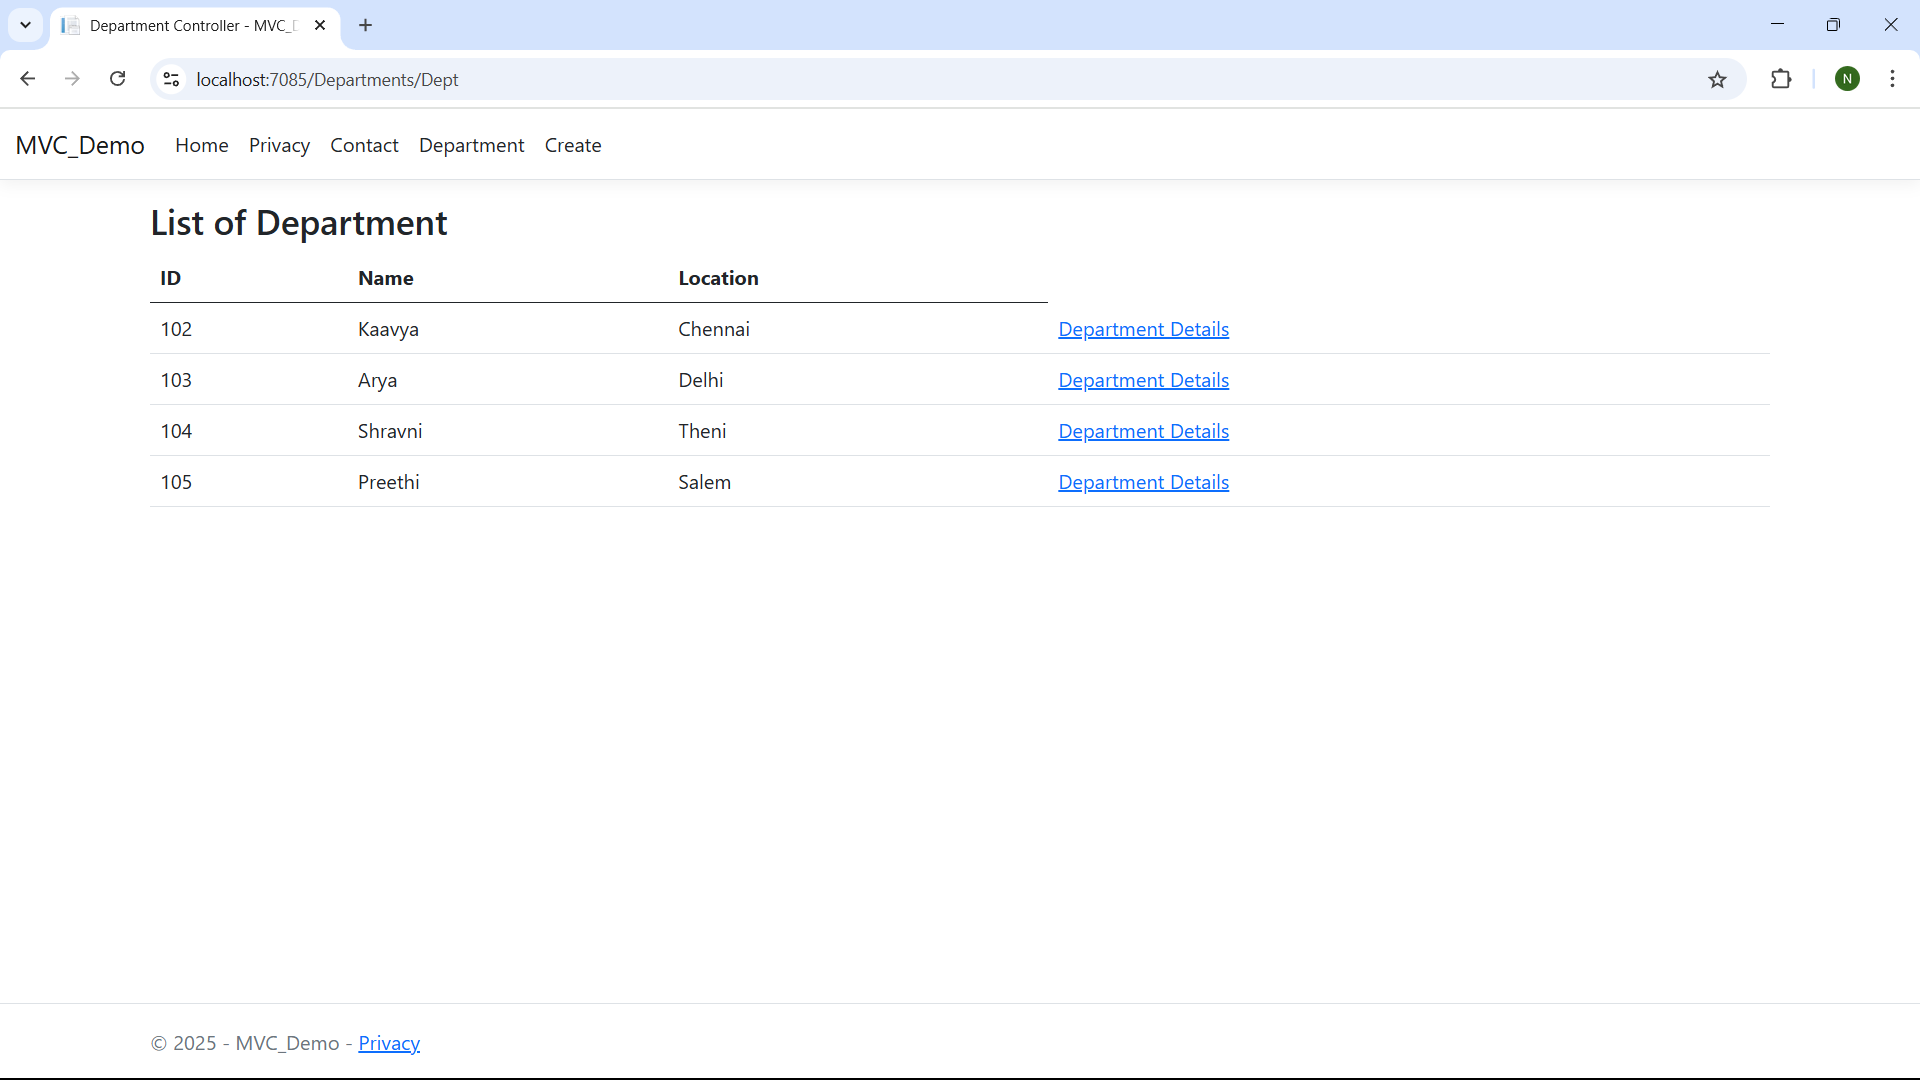 Department Controller - MVC_D
localhost:7085/Departments/Dept
N
MVC_Demo Home Privacy Contact Department Create
List of Department
ID Name Location
102 Kaavya Chennai Department Details
103 Arya Delhi Department Details
104 Shravni Theni Department Details
105 Preethi Salem Department Details
© 2025 - MVC_Demo - Privacy